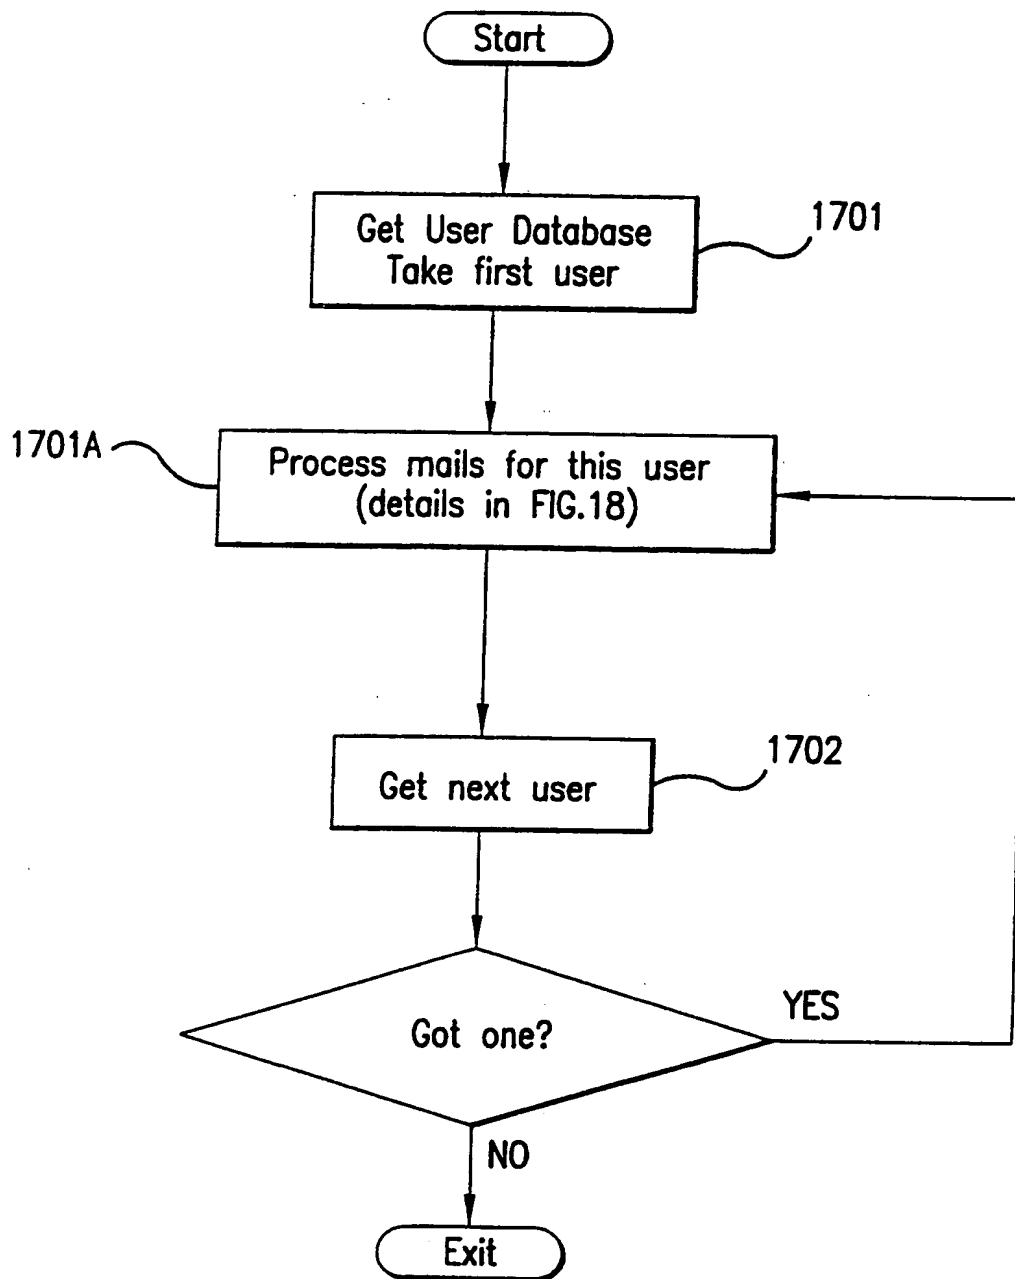 Start
Get User Database
Take first user
1701
1701A
Process mails for this user
(details in FIG.18)
1702
Get next user
Got one?
YES
NO
Exit